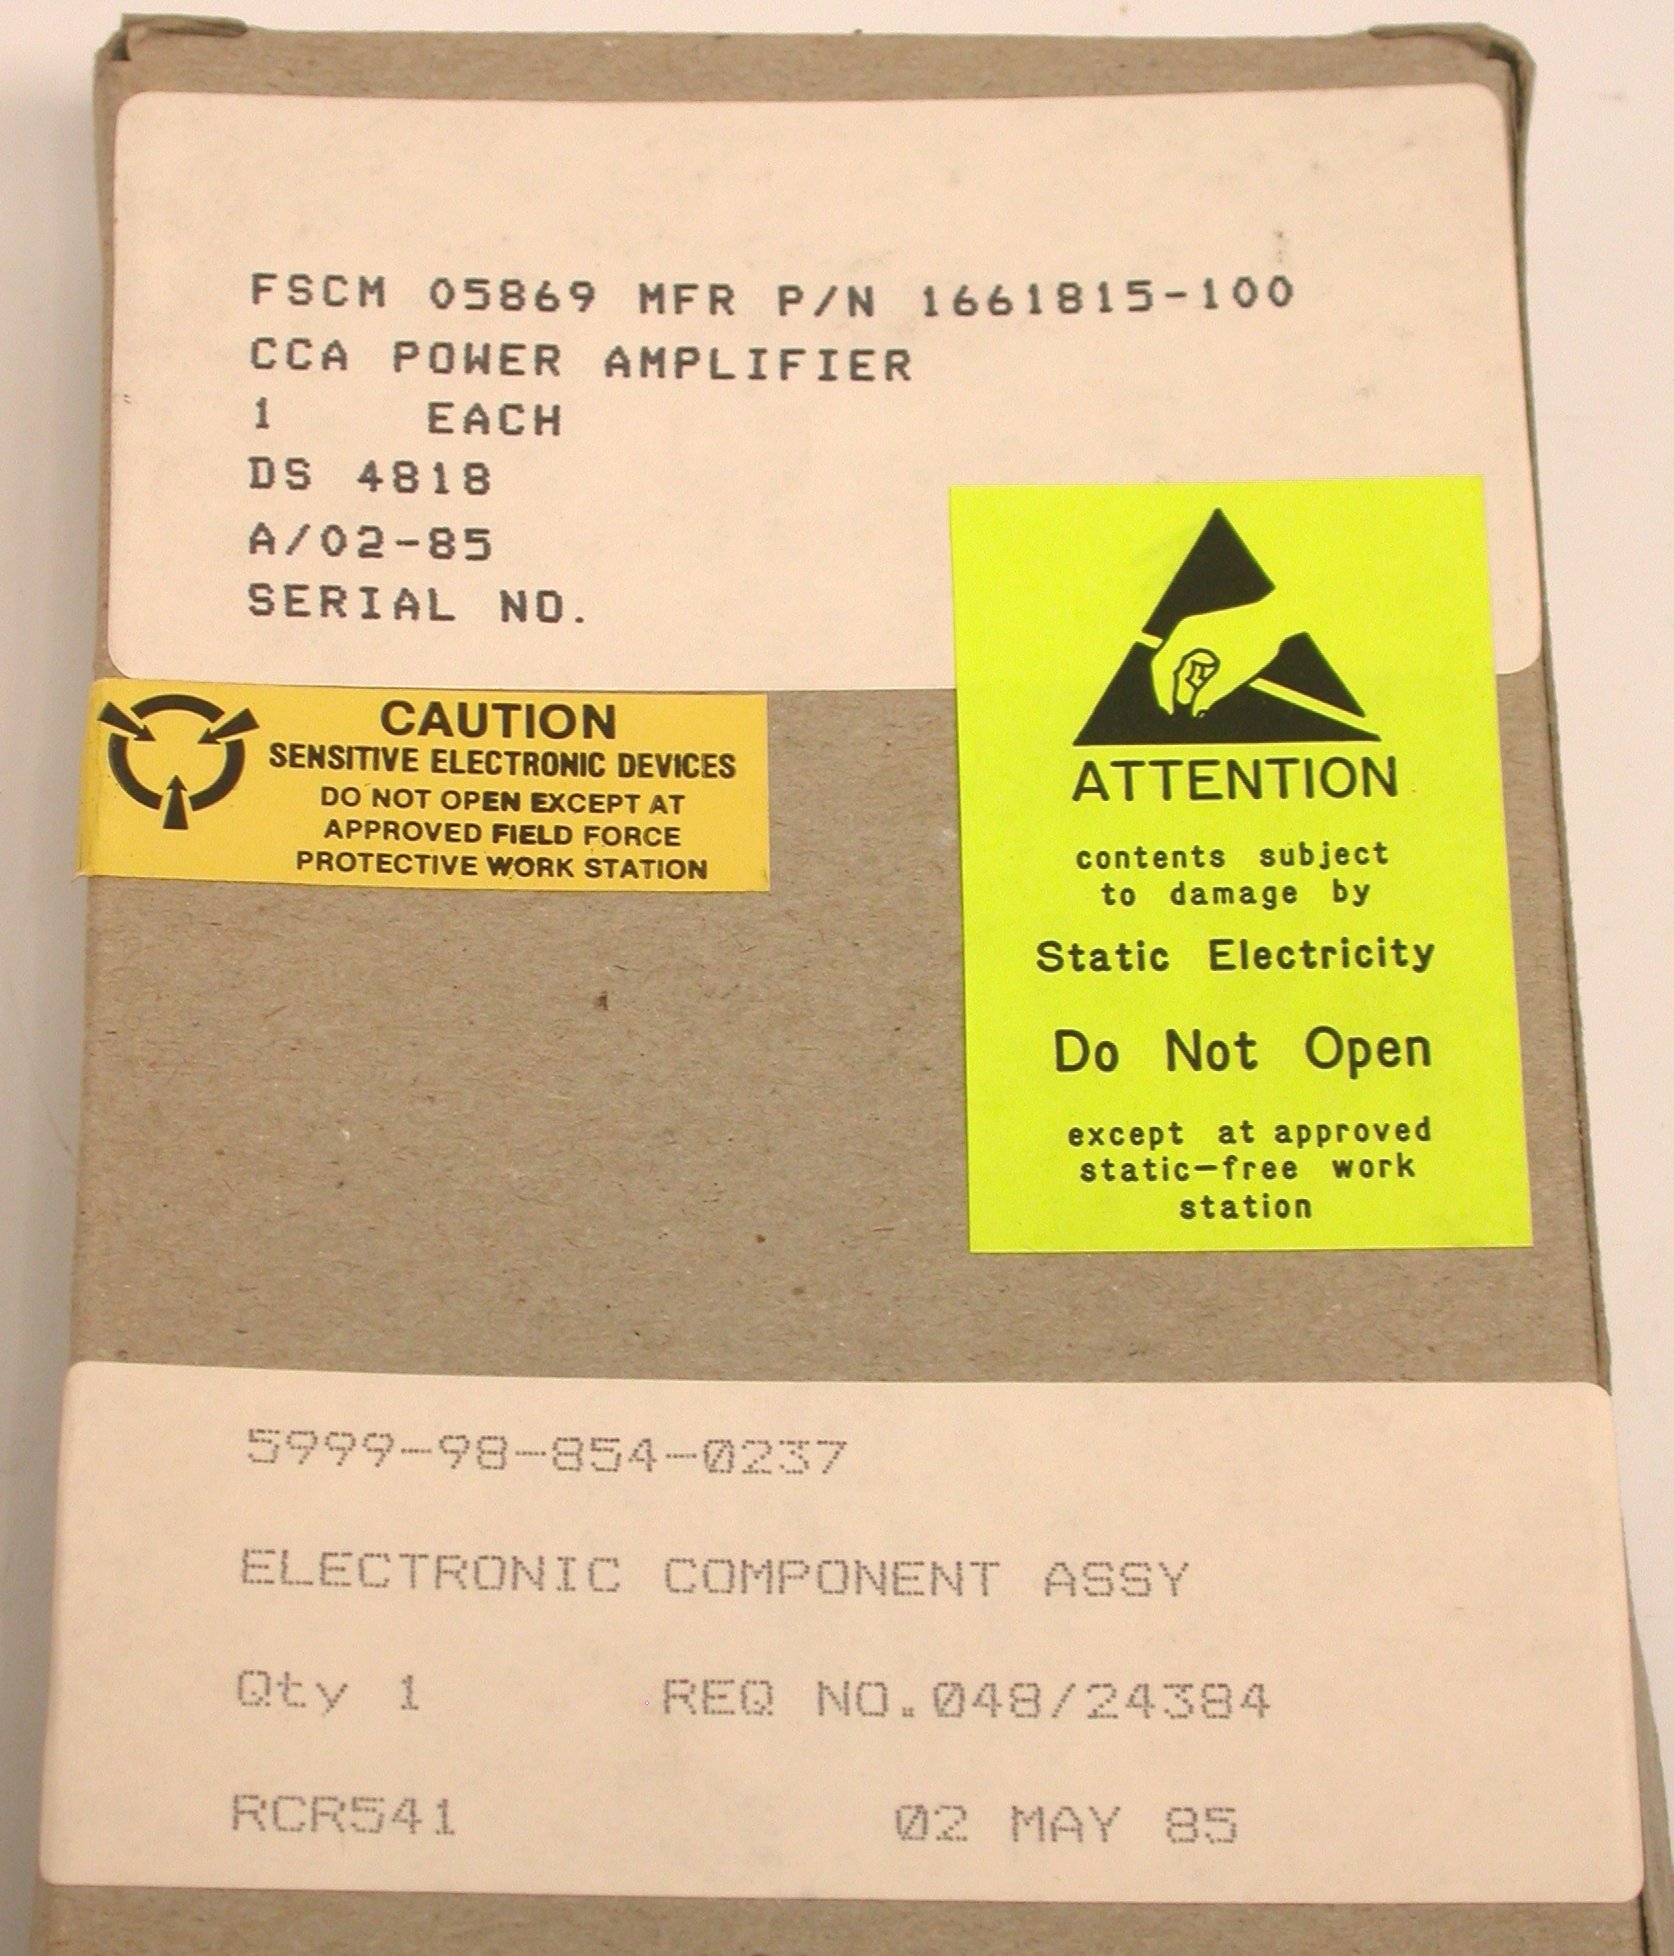 FSCM 05869 MFR P/N 1661815-100
CCA POWER AMPLIFIER
1 EACH
DS 4818
A/02-85
SERIAL NO.
CAUTION
SENSITIVE ELECTRONIC DEVICES
DO NOT OPEN EXCEPT AT
APPROVED FIELD FORCE
PROTECTIVE WORK STATION
ATTENTION
contents subject
to damage by
Static Electricity
Do Not Open
except at approved
static-free work
station
5999-98-854-0237
ELECTRONIC COMPONENT ASSY
Qty 1 REQ NO.048/24384
RCR541 02 MAY 85